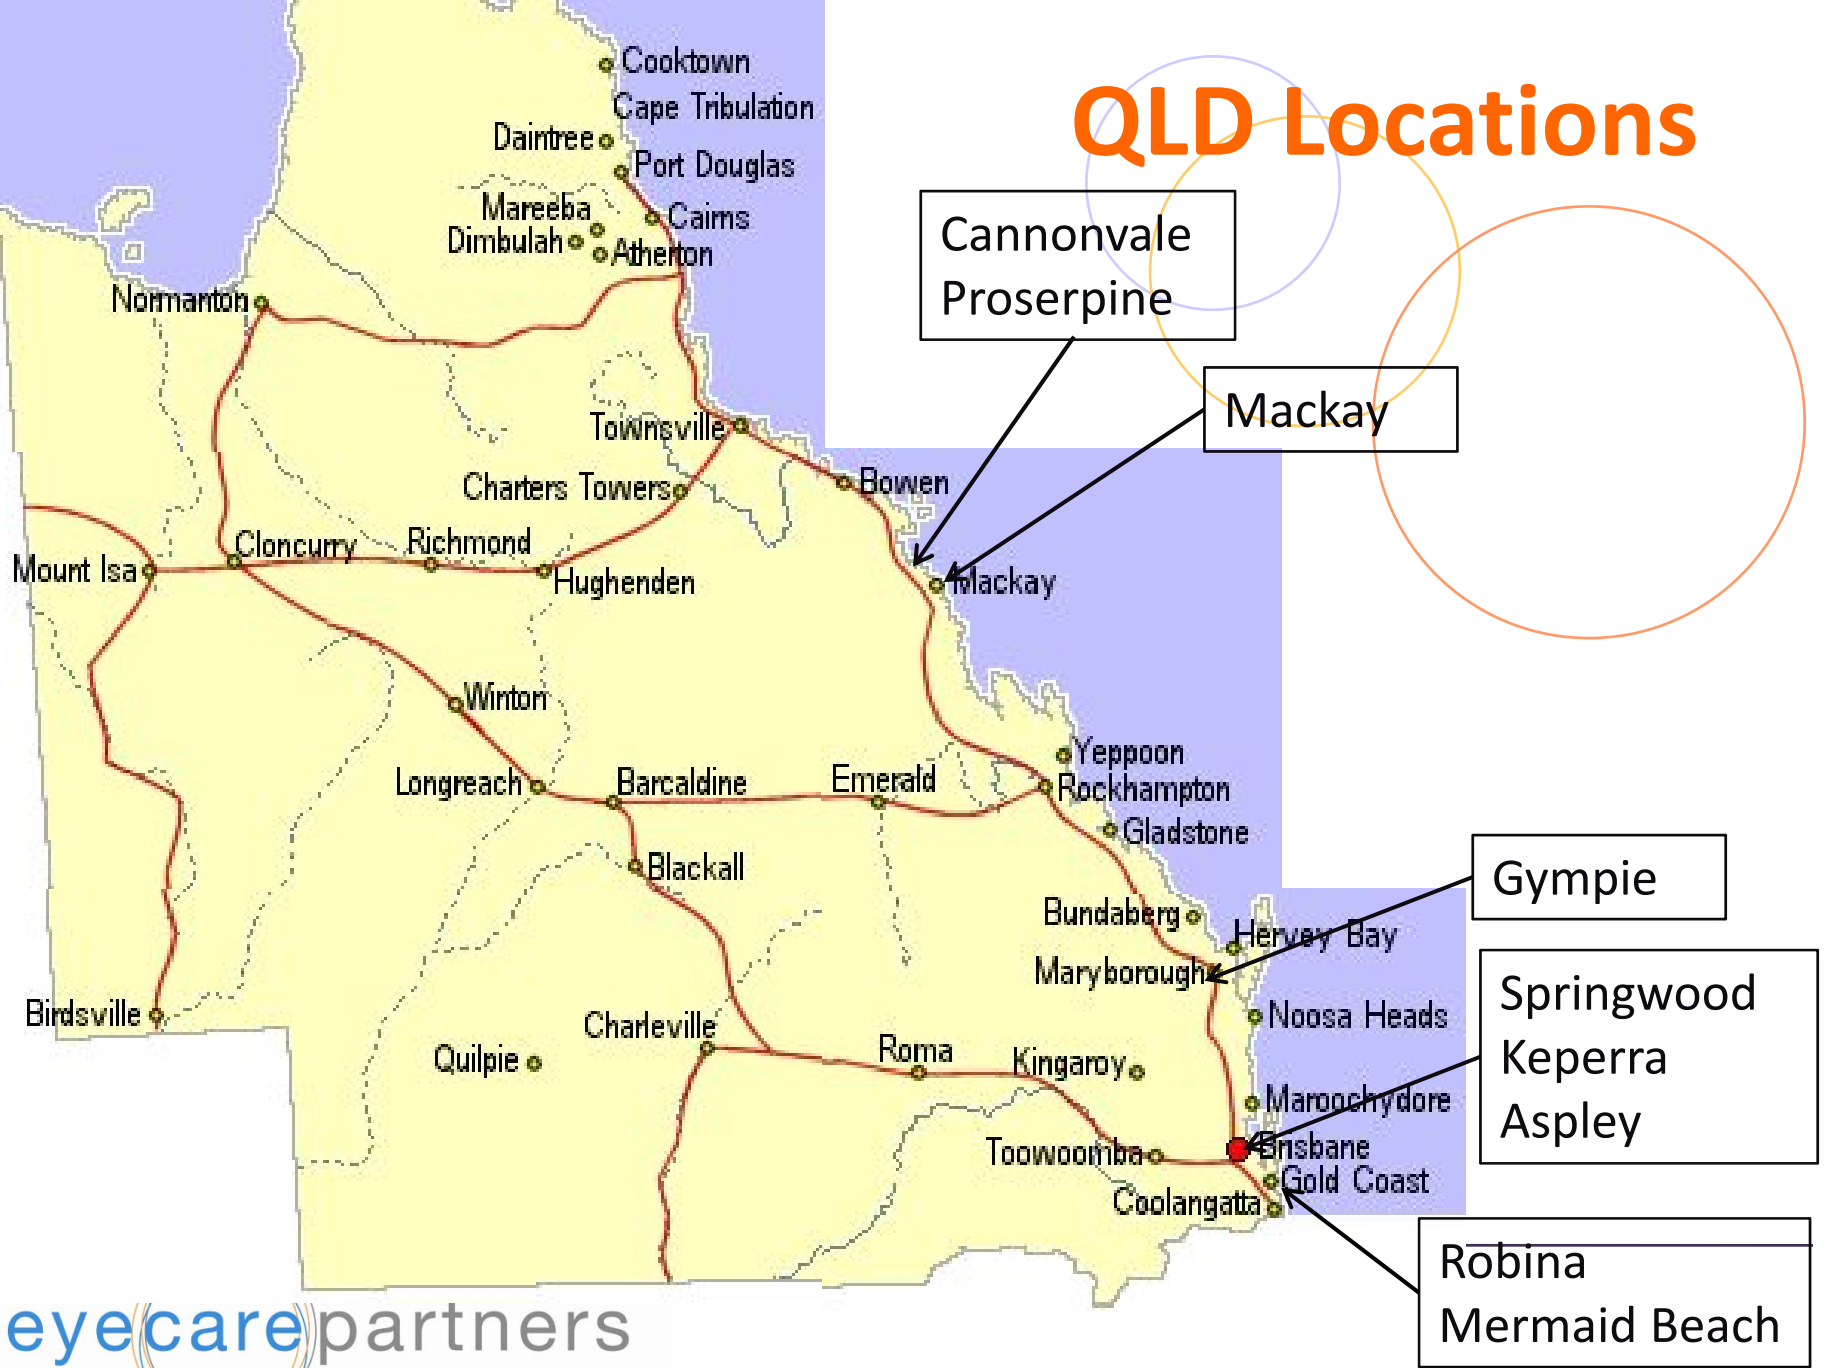 QLD Locations
Cooktown
Cape Tribulation
Daintree
Port Douglas
Mareeba
Cairns
Dimbulah
Atherton
Cannonvale
Proserpine
Normanton
Mackay
Townsville
Charters Towers
Bowen
Cloncurry
Richmond
Mount Isa
Hughenden
Mackay
Winton
Yeppoon
Longreach
Barcaldine
Emerald
Rockhampton
Gladstone
Blackall
Gympie
Bundaberg
Hervey Bay
Maryborough
Springwood
Keperra
Aspley
Birdsville
Charleville
Noosa Heads
Quilpie
Roma
Kingaroy
Maroochydore
Toowoomba
Brisbane
Gold Coast
Coolangatta
Robina
Mermaid Beach
eyecarepartners